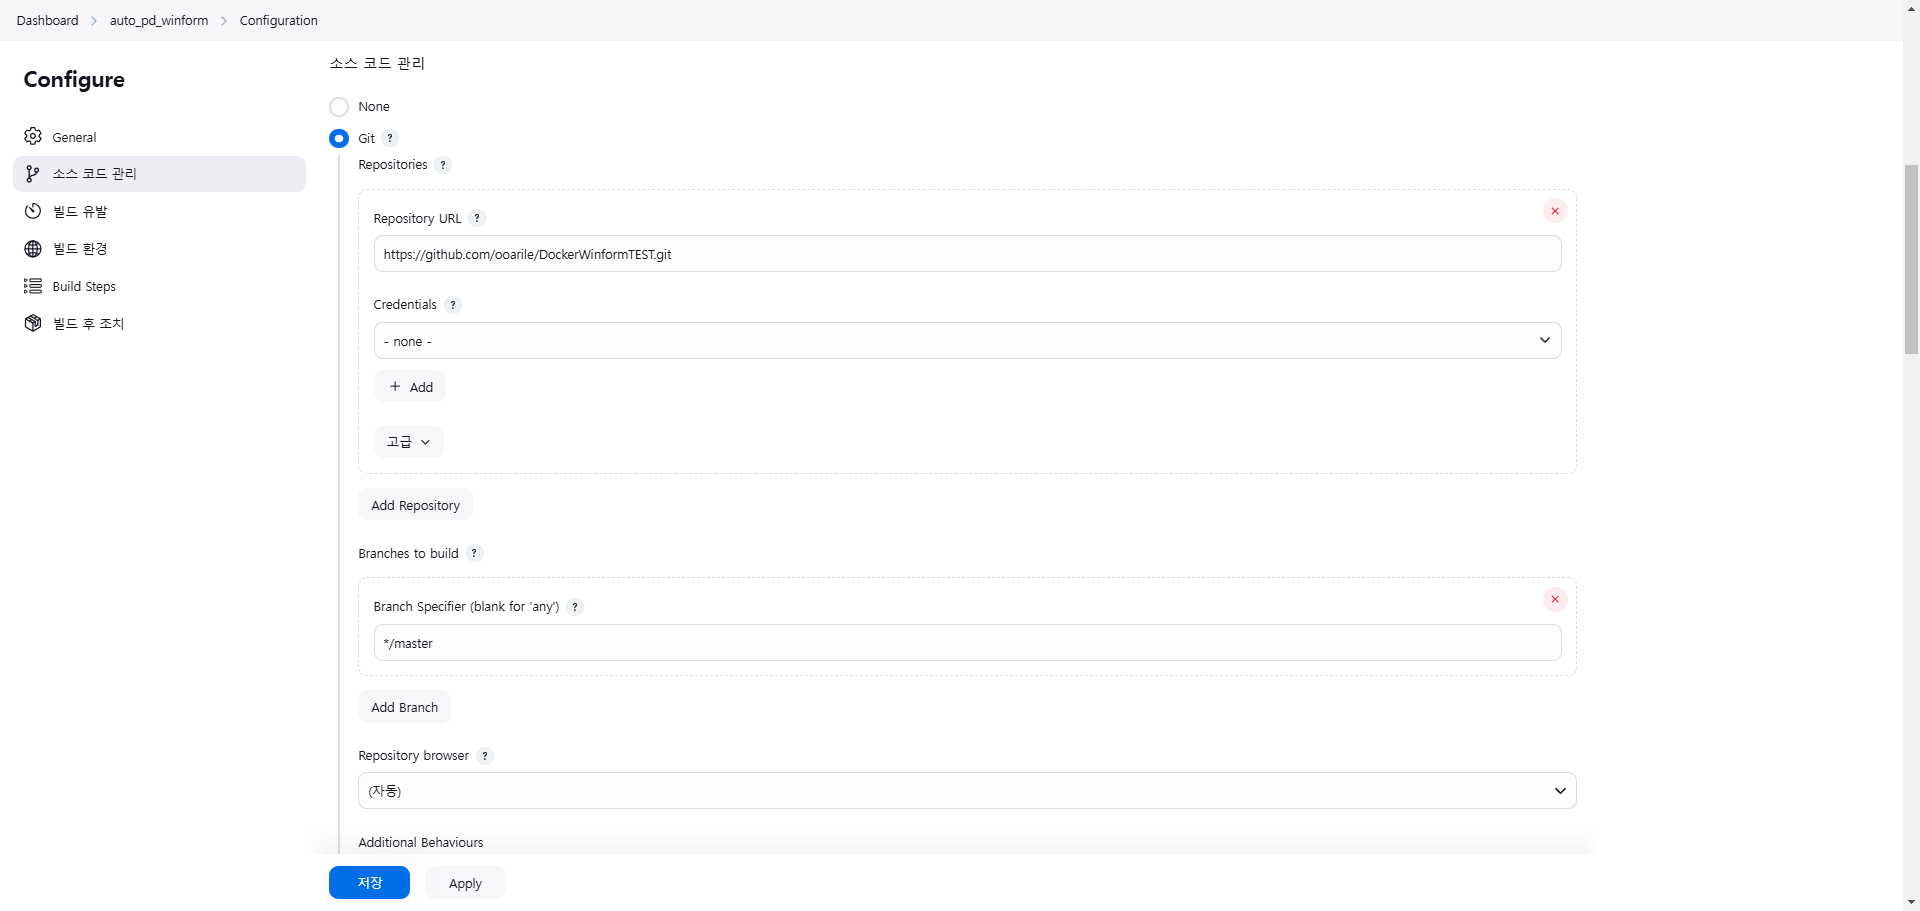 Dashboard > auto_pd_winform > Configuration
Configure
General
소스 코드 관리
빌드 유발
빌드 환경
Build Steps
빌드 후 조치
소스 코드 관리
None
Git ?
Repositories ?
Repository URL ?
https://github.com/ooarile/DockerWinformTEST.git
Credentials ?
- none -
+ Add
고급
Add Repository
Branches to build ?
Branch Specifier (blank for 'any') ?
*/master
Add Branch
Repository browser ?
(자동)
Additional Behaviours
저장 Apply